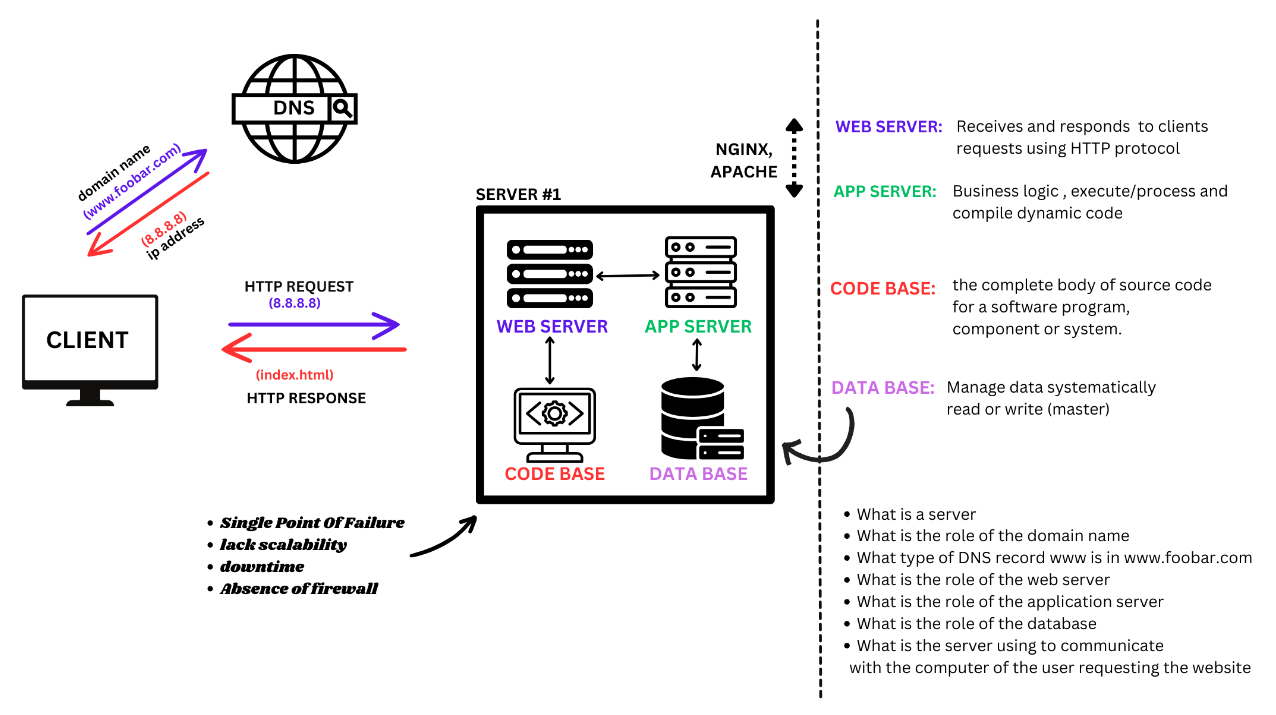 DNS
domain name
(www.foobar.com)
(8.8.8.8)
ip address
CLIENT
HTTP REQUEST
(8.8.8.8)
(index.html)
HTTP RESPONSE
SERVER #1
WEB SERVER
APP SERVER
CODE BASE
DATA BASE
NGINX,
APACHE
• Single Point Of Failure
• lack scalability
• downtime
• Absence of firewall
WEB SERVER: Receives and responds to clients
requests using HTTP protocol
APP SERVER: Business logic , execute/process and
compile dynamic code
CODE BASE: the complete body of source code
for a software program,
component or system.
DATA BASE: Manage data systematically
read or write (master)
• What is a server
• What is the role of the domain name
• What type of DNS record www is in www.foobar.com
• What is the role of the web server
• What is the role of the application server
• What is the role of the database
• What is the server using to communicate
with the computer of the user requesting the website